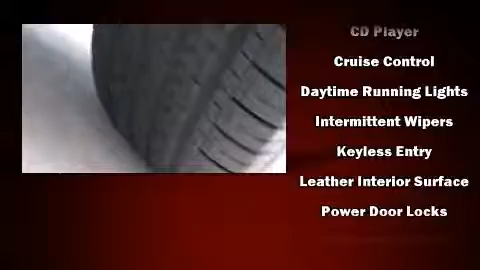 CD Player
Cruise Control
Daytime Running Lights
Intermittent Wipers
Keyless Entry
Leather Interior Surface
Power Door Locks